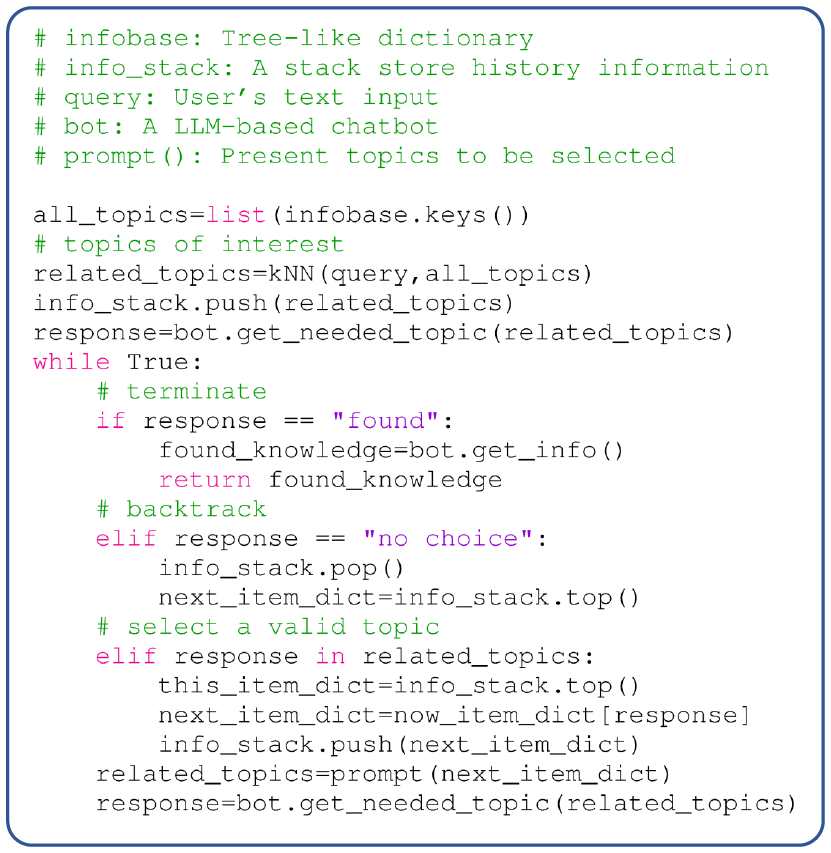 # infobase: Tree-like dictionary
# info_stack: A stack store history information
# query: User's text input
# bot: A LLM-based chatbot
# prompt(): Present topics to be selected

all_topics=list(infobase.keys())
# topics of interest
related_topics=kNN(query,all_topics)
info_stack.push(related_topics)
response=bot.get_needed_topic(related_topics)
while True:
    # terminate
    if response == "found":
        found_knowledge=bot.get_info()
        return found_knowledge
    # backtrack
    elif response == "no choice":
        info_stack.pop()
        next_item_dict=info_stack.top()
    # select a valid topic
    elif response in related_topics:
        this_item_dict=info_stack.top()
        next_item_dict=now_item_dict[response]
        info_stack.push(next_item_dict)
    related_topics=prompt(next_item_dict)
    response=bot.get_needed_topic(related_topics)